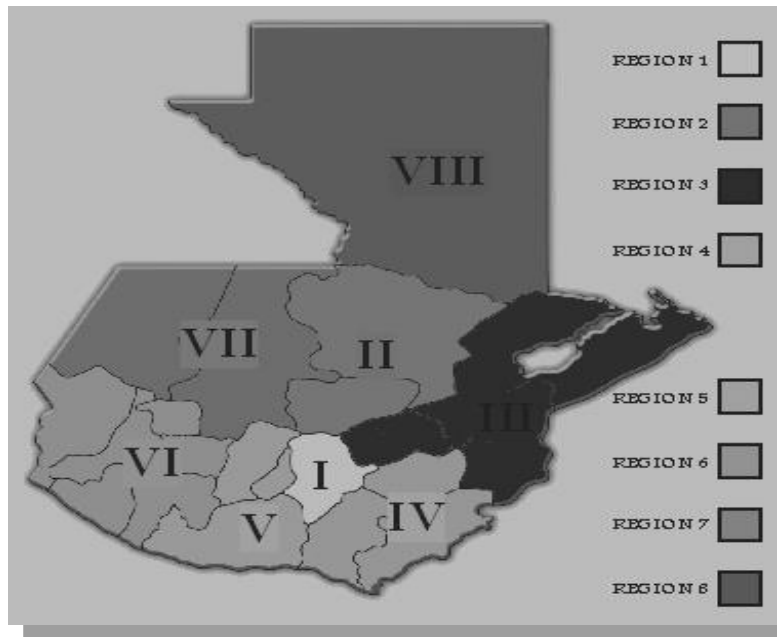 REGION 1
REGION 2
VIII
REGION 3
REGION 4
VII
II
REGION 5
III
VI
REGION 6
I
V
IV
REGION 7
REGION 8